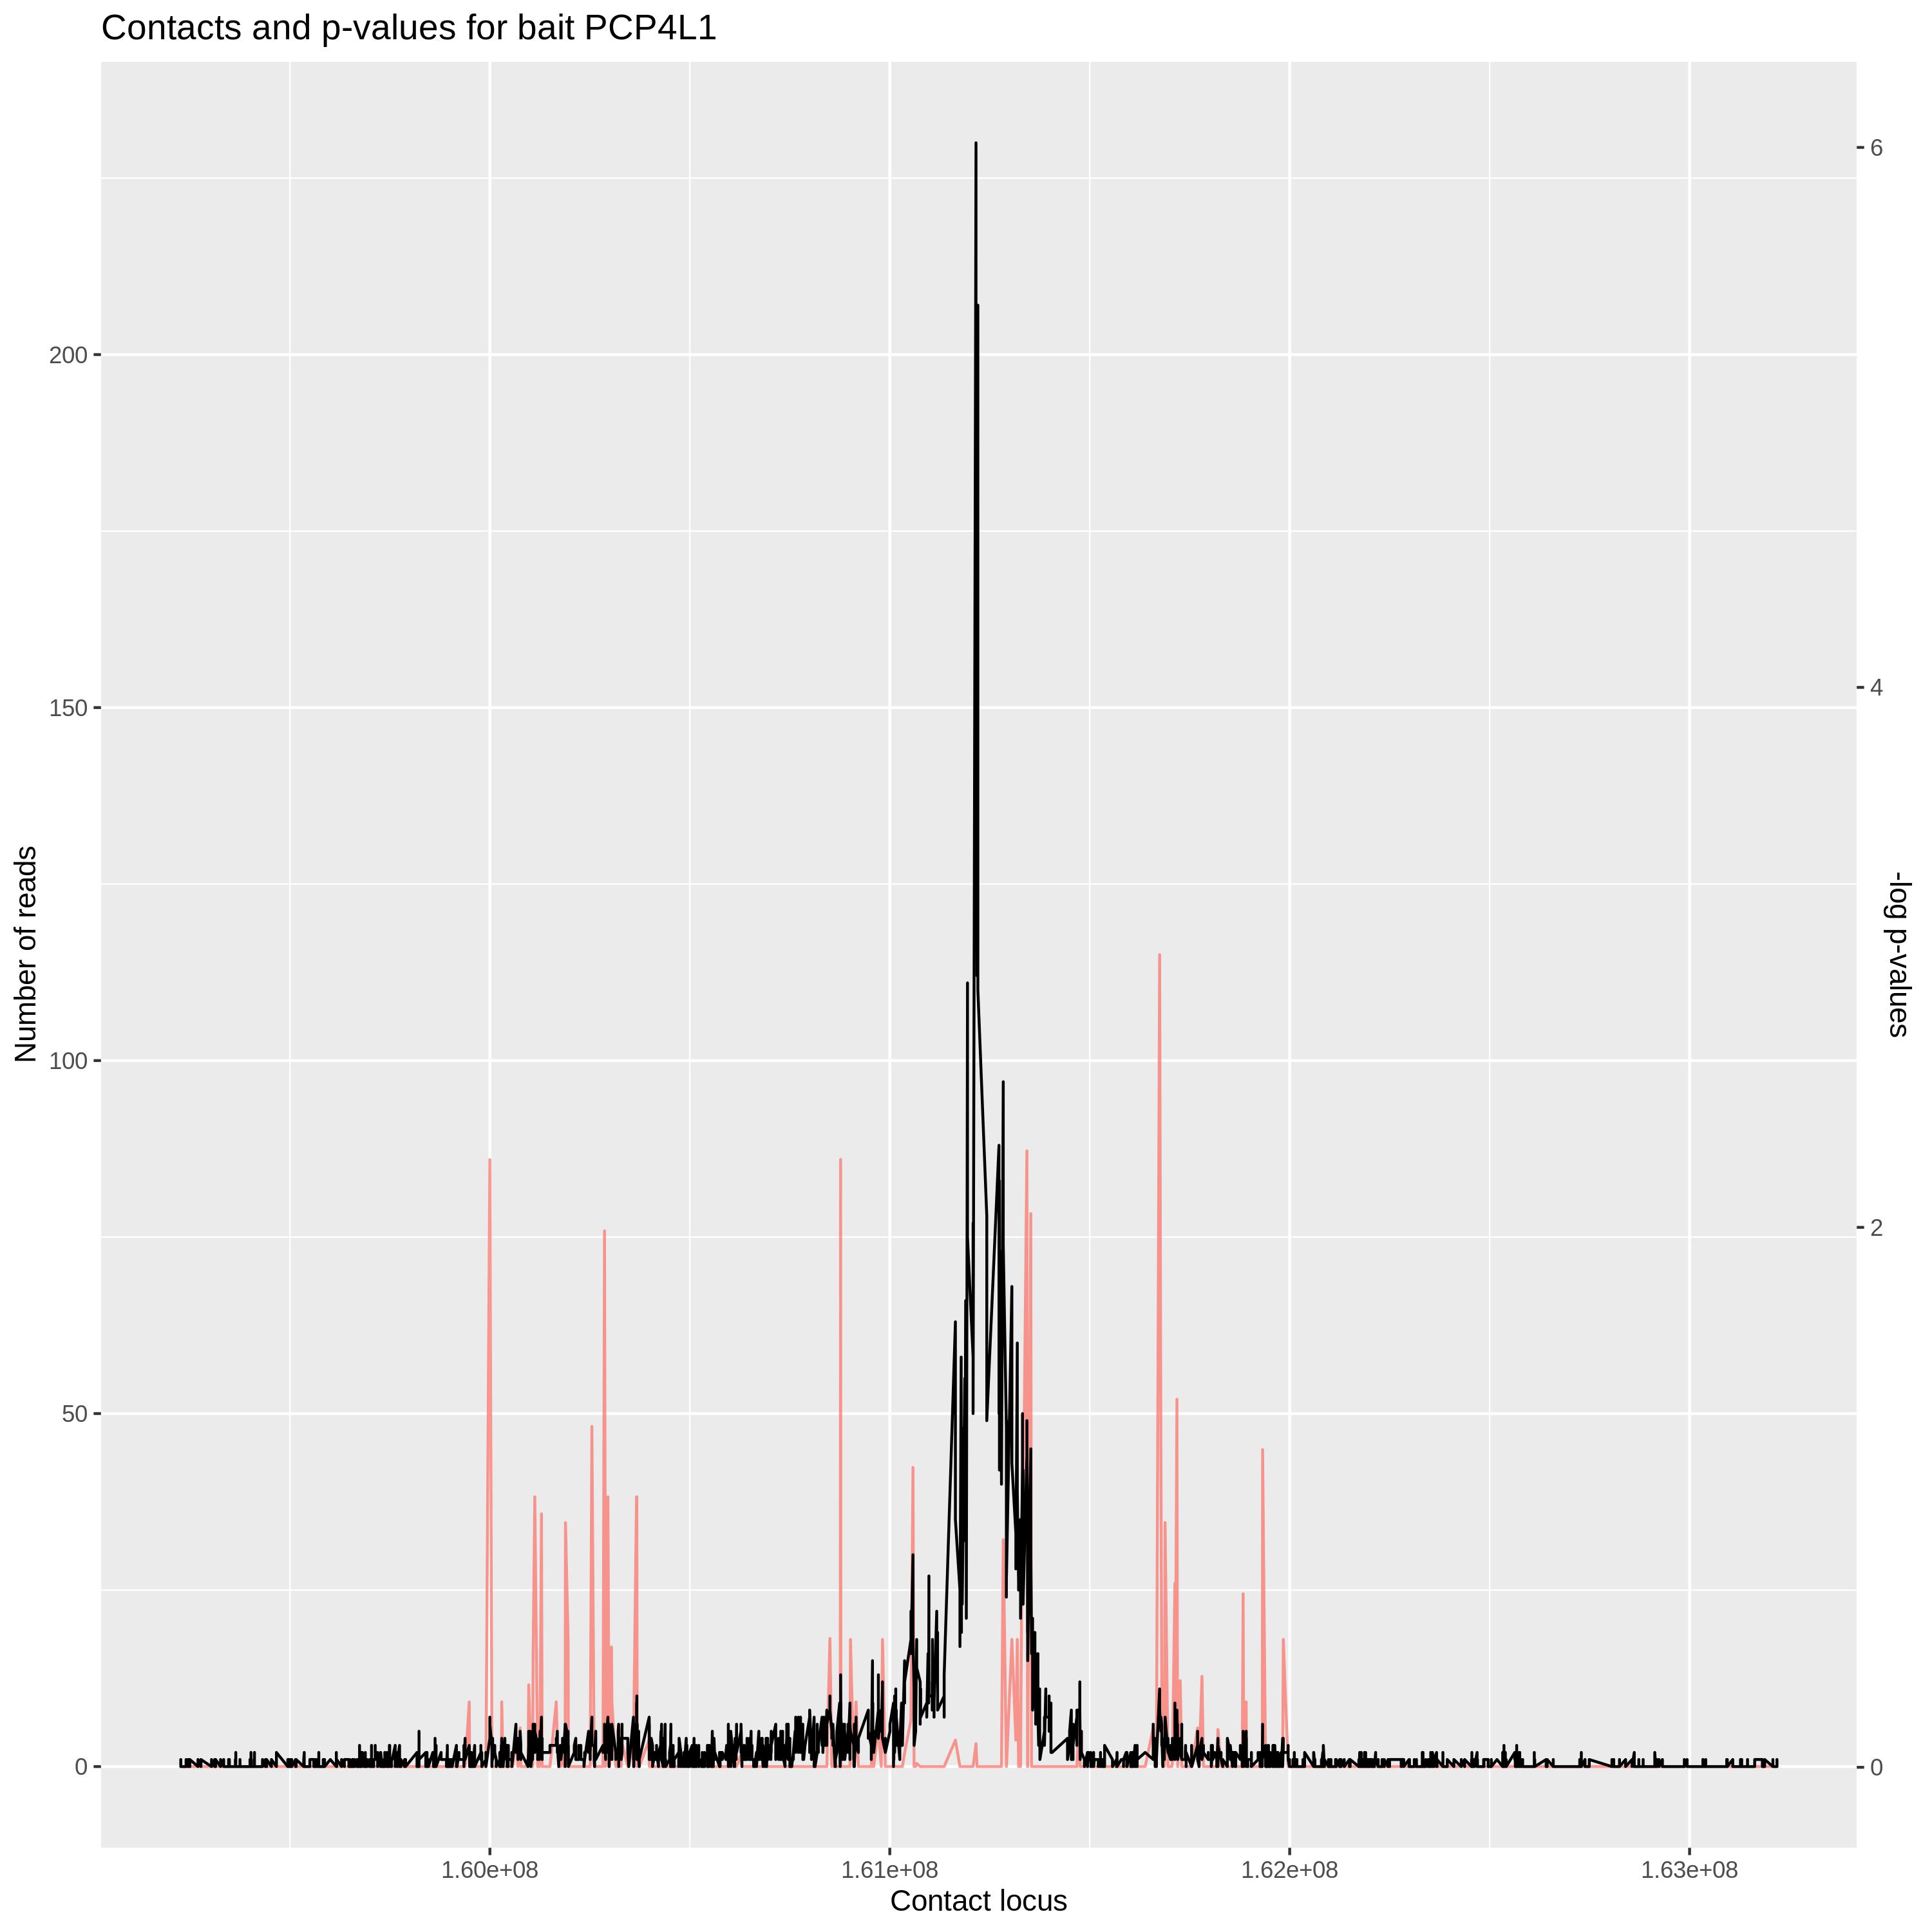 Contacts and p-values for bait PCP4L1
Number of reads
200
150
100
50
0
6
4
2
0
-log p-values
1.60e+08
1.61e+08
1.62e+08
1.63e+08
Contact locus